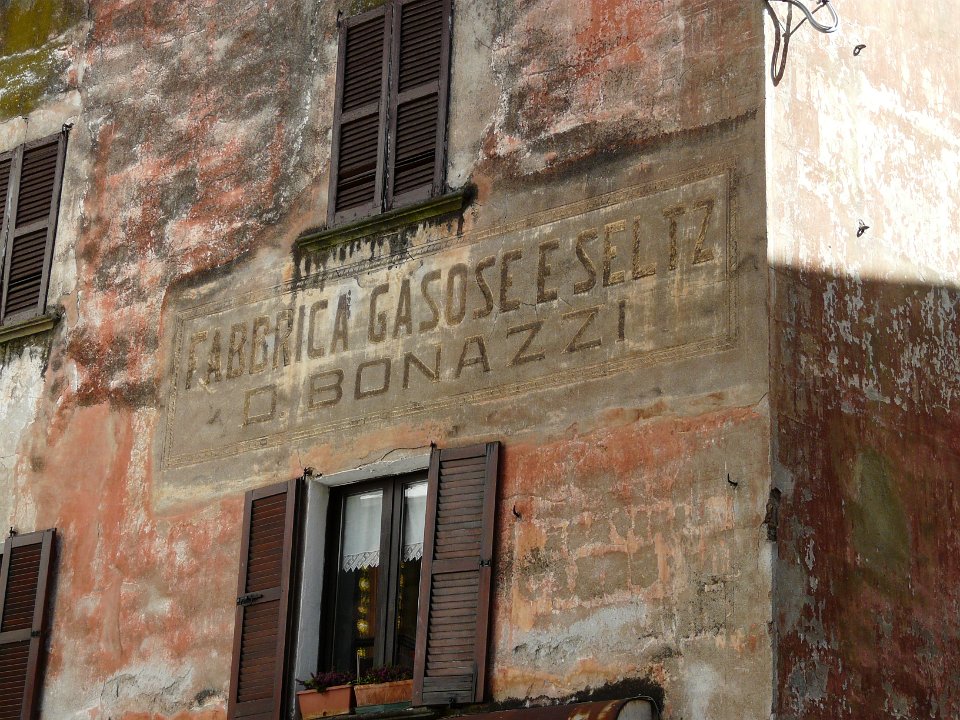 FABBRICA GASOSE E SELTZ
D. BONAZZI